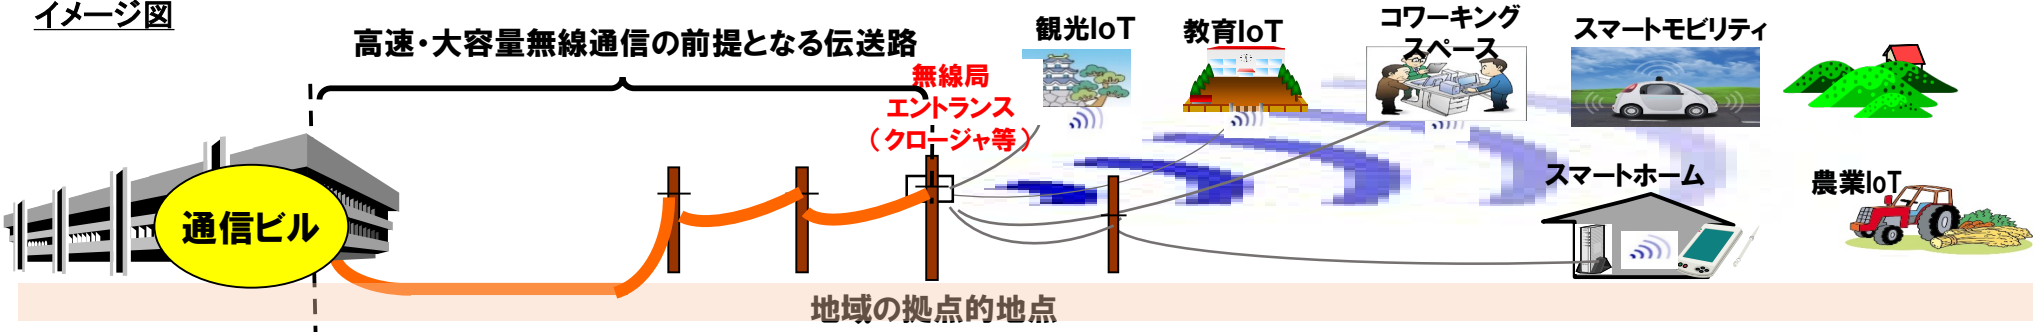 イメージ図
高速・大容量無線通信の前提となる伝送路
無線局
エントランス
（クロージャ等）
観光IoT
教育IoT
コワーキング
スペース
スマートモビリティ
通信ビル
スマートホーム
農業IoT
地域の拠点的地点